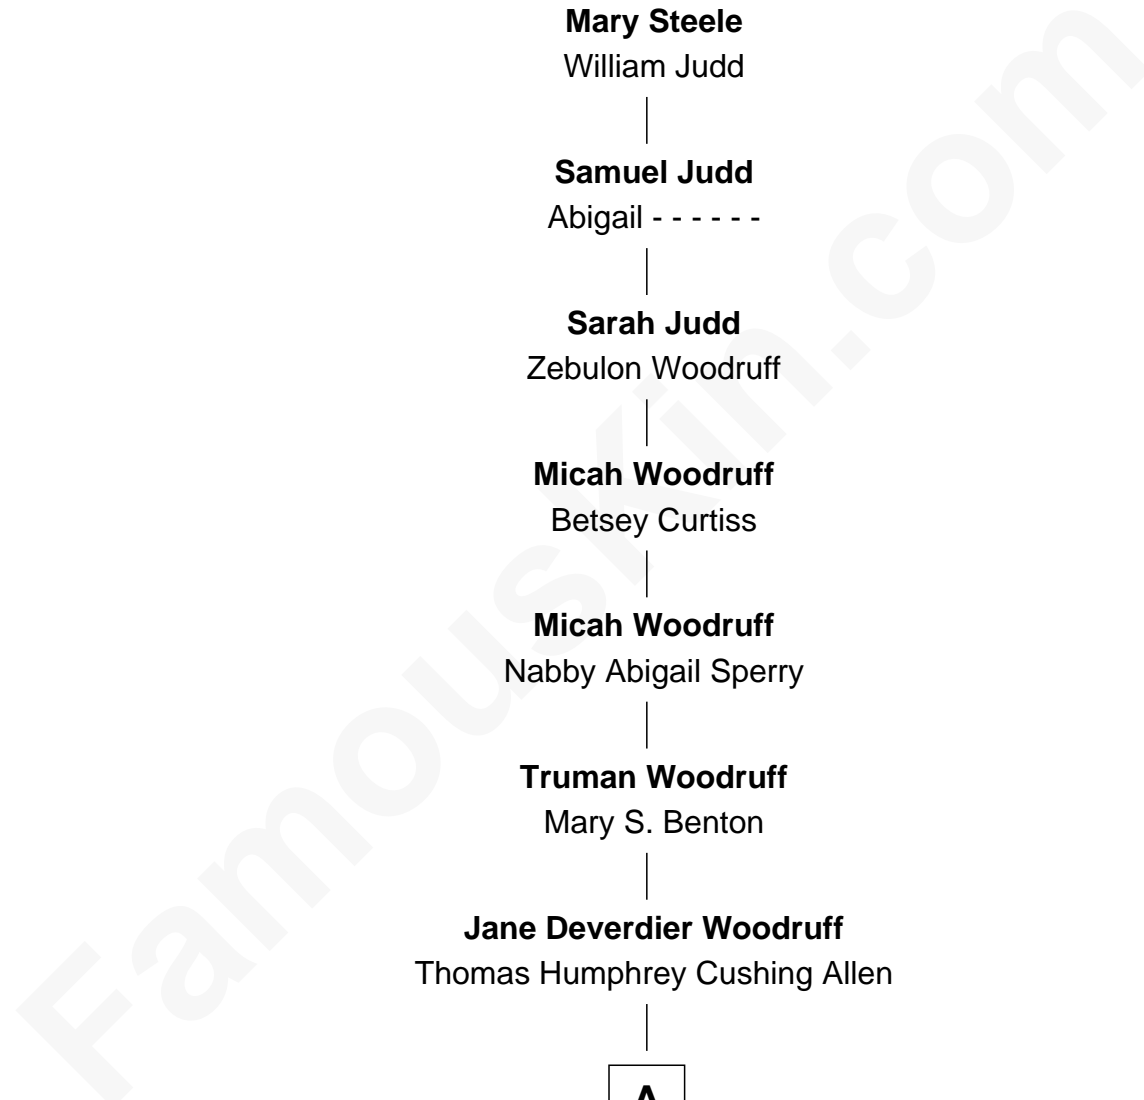 Mary Steele
William Judd
Samuel Judd
Abigail - - - - - -
Sarah Judd
Zebulon Woodruff
Micah Woodruff
Betsey Curtiss
Micah Woodruff
Nabby Abigail Sperry
Truman Woodruff
Mary S. Benton
Jane Deverdier Woodruff
Thomas Humphrey Cushing Allen
A
FamousKin.com